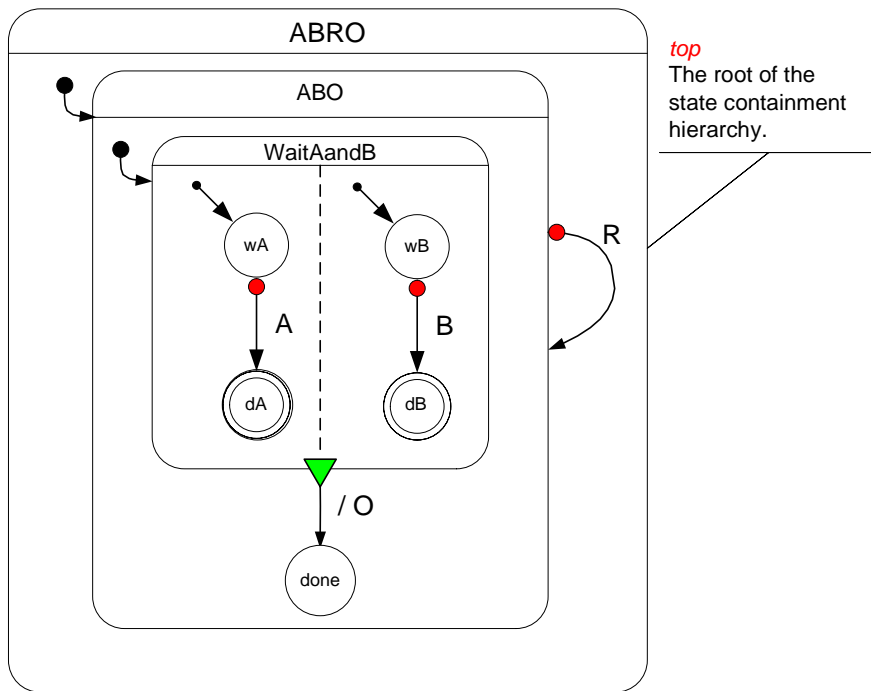 ABRO
top
The root of the
state containment
hierarchy.
ABO
WaitAandB
wA
wB
R
A
B
dA
dB
/ O
done